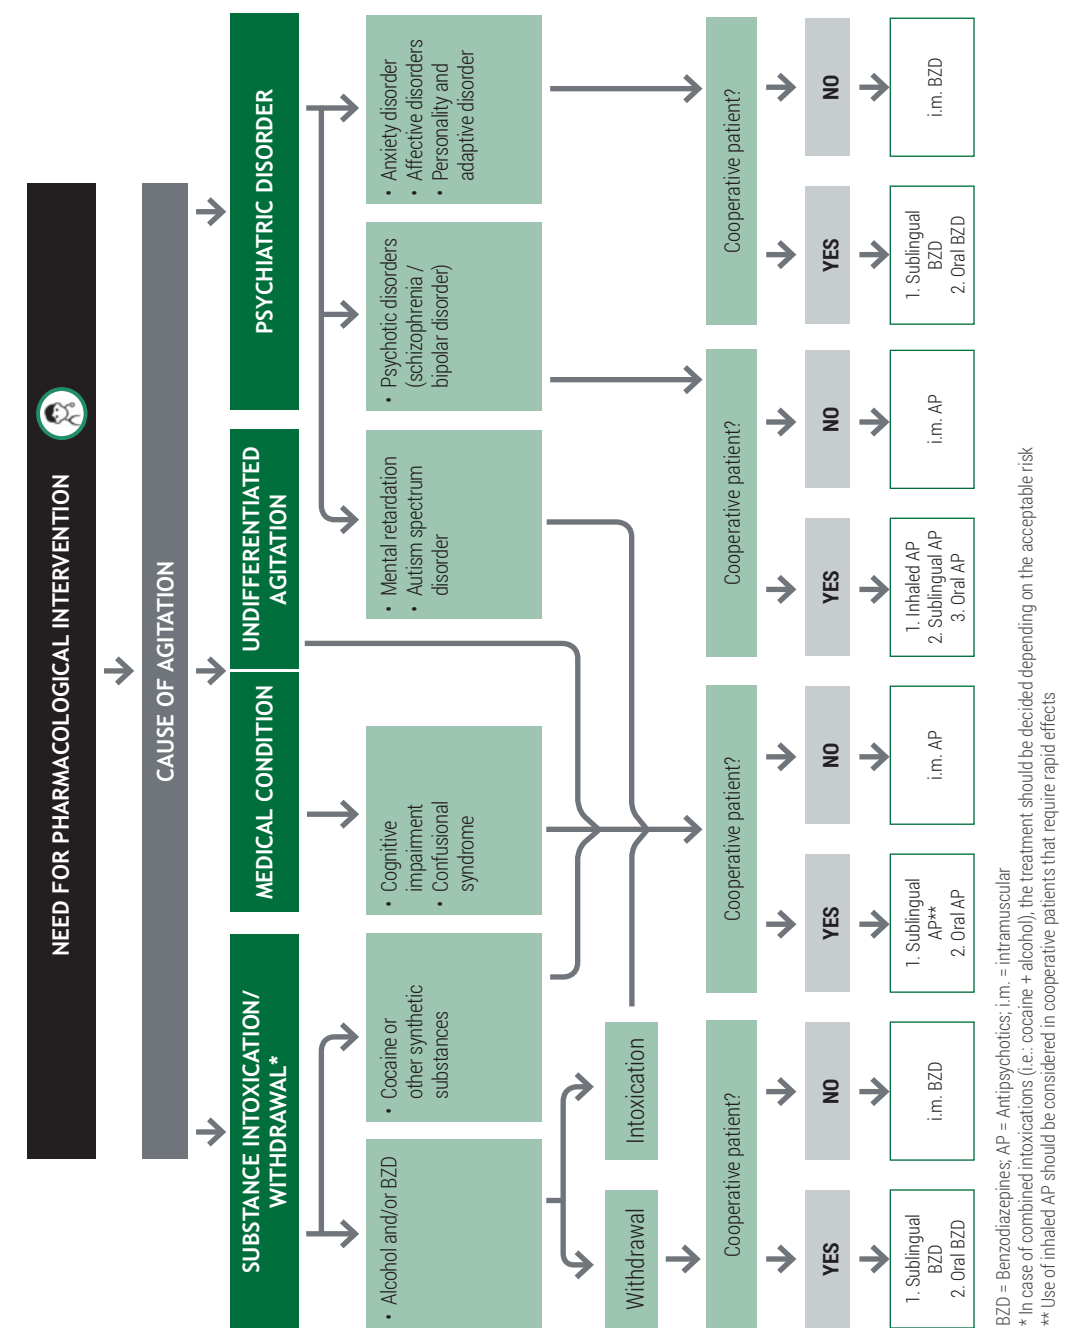 NEED FOR PHARMACOLOGICAL INTERVENTION
CAUSE OF AGITATION
SUBSTANCE INTOXICATION/
WITHDRAWAL*
MEDICAL CONDITION
UNDIFFERENTIATED
AGITATION
PSYCHIATRIC DISORDER
• Alcohol and/or BZD
• Cocaine or
other synthetic
substances
• Cognitive
impairment
• Confusional
syndrome
• Mental retardation
• Autism spectrum
disorder
• Psychotic disorders
(schizophrenia /
bipolar disorder)
• Anxiety disorder
• Affective disorders
• Personality and
adaptive disorder
Withdrawal
Intoxication
Cooperative patient?
Cooperative patient?
Cooperative patient?
Cooperative patient?
YES
NO
YES
NO
YES
NO
YES
NO
1. Sublingual
BZD
2. Oral BZD
i.m. BZD
1. Sublingual
AP**
2. Oral AP
i.m. AP
1. Inhaled AP
2. Sublingual AP
3. Oral AP
i.m. AP
1. Sublingual
BZD
2. Oral BZD
i.m. BZD
BZD = Benzodiazepines; AP = Antipsychotics; i.m. = intramuscular
* In case of combined intoxications (i.e.: cocaine + alcohol), the treatment should be decided depending on the acceptable risk
** Use of inhaled AP should be considered in cooperative patients that require rapid effects